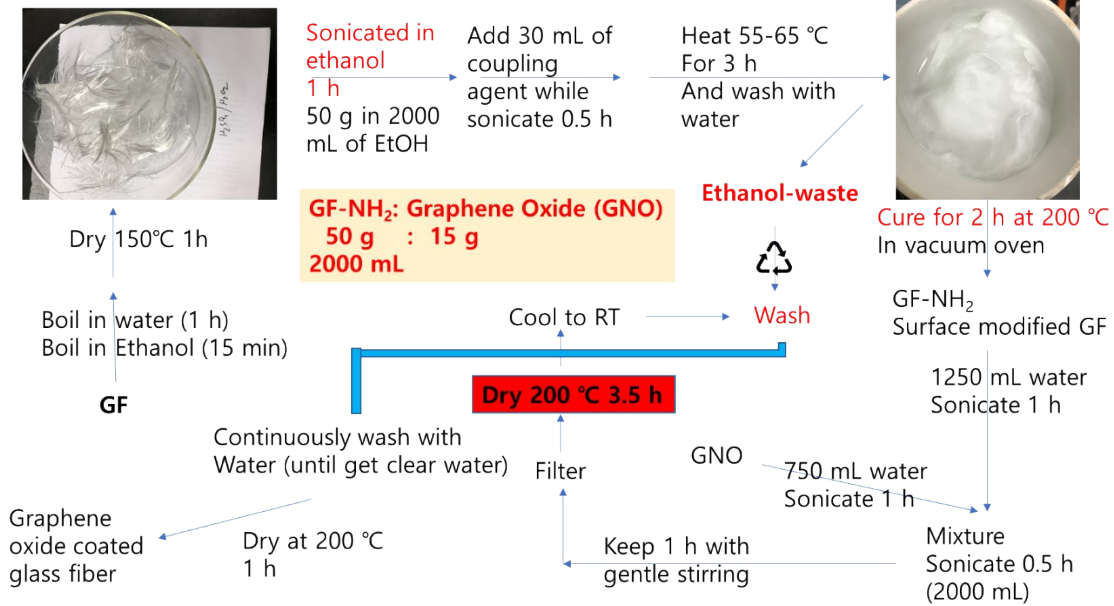 Sonicated in
ethanol
1 h
50 g in 2000
mL of EtOH
Add 30 mL of
coupling
agent while
sonicate 0.5 h
Heat 55-65 ℃
For 3 h
And wash with
water
H₂SO₄/H₂O₂
Ethanol-waste
GF-NH₂: Graphene Oxide (GNO)
50 g : 15 g
2000 mL
Cure for 2 h at 200 ℃
In vacuum oven
Dry 150℃ 1h
GF-NH₂
Surface modified GF
Boil in water (1 h)
Boil in Ethanol (15 min)
GF
Cool to RT
Wash
1250 mL water
Sonicate 1 h
Dry 200 ℃ 3.5 h
Continuously wash with
Water (until get clear water)
Filter
GNO
750 mL water
Sonicate 1 h
Graphene
oxide coated
glass fiber
Dry at 200 ℃
1 h
Keep 1 h with
gentle stirring
Mixture
Sonicate 0.5 h
(2000 mL)